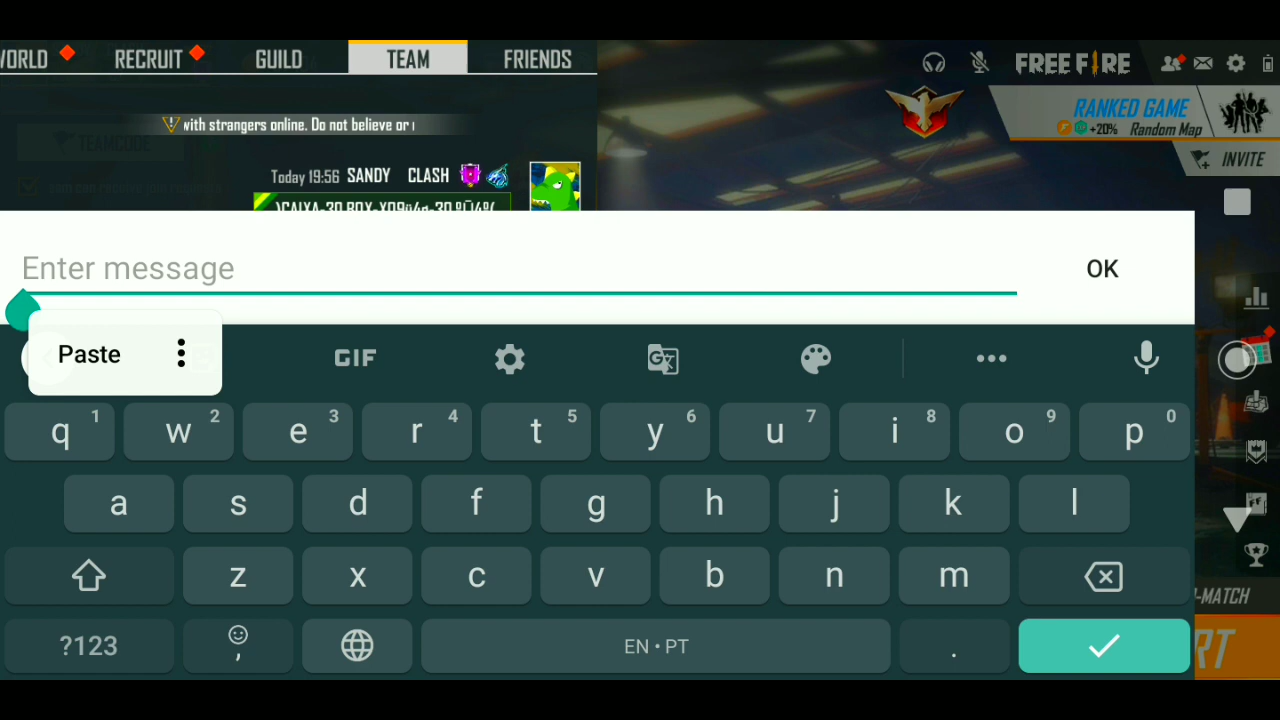 WORLD RECRUIT GUILD TEAM FRIENDS
FREE FIRE
RANKED GAME
+20% Random Map
with strangers online. Do not believe or
TEAMCODE
INVITE
Today 19:56 SANDY CLASH
Enter message
OK
Paste
GIF
q 1 w 2 e 3 r 4 t 5 y 6 u 7 i 8 o 9 p 0
a s d f g h j k l
z x c v b n m
-MATCH
?123 , EN • PT .
RT